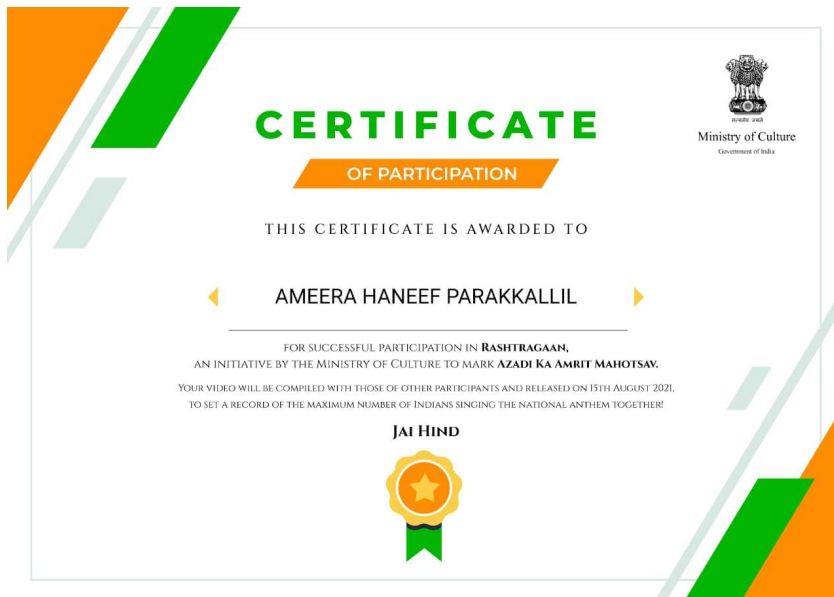 CERTIFICATE
OF PARTICIPATION
सत्यमेव जयते
Ministry of Culture
Government of India
THIS CERTIFICATE IS AWARDED TO
AMEERA HANEEF PARAKKALLIL
FOR SUCCESSFUL PARTICIPATION IN RASHTRAGAAN,
AN INITIATIVE BY THE MINISTRY OF CULTURE TO MARK AZADI KA AMRIT MAHOTSAV.
YOUR VIDEO WILL BE COMPILED WITH THOSE OF OTHER PARTICIPANTS AND RELEASED ON 15TH AUGUST 2021,
TO SET A RECORD OF THE MAXIMUM NUMBER OF INDIANS SINGING THE NATIONAL ANTHEM TOGETHER!
JAI HIND